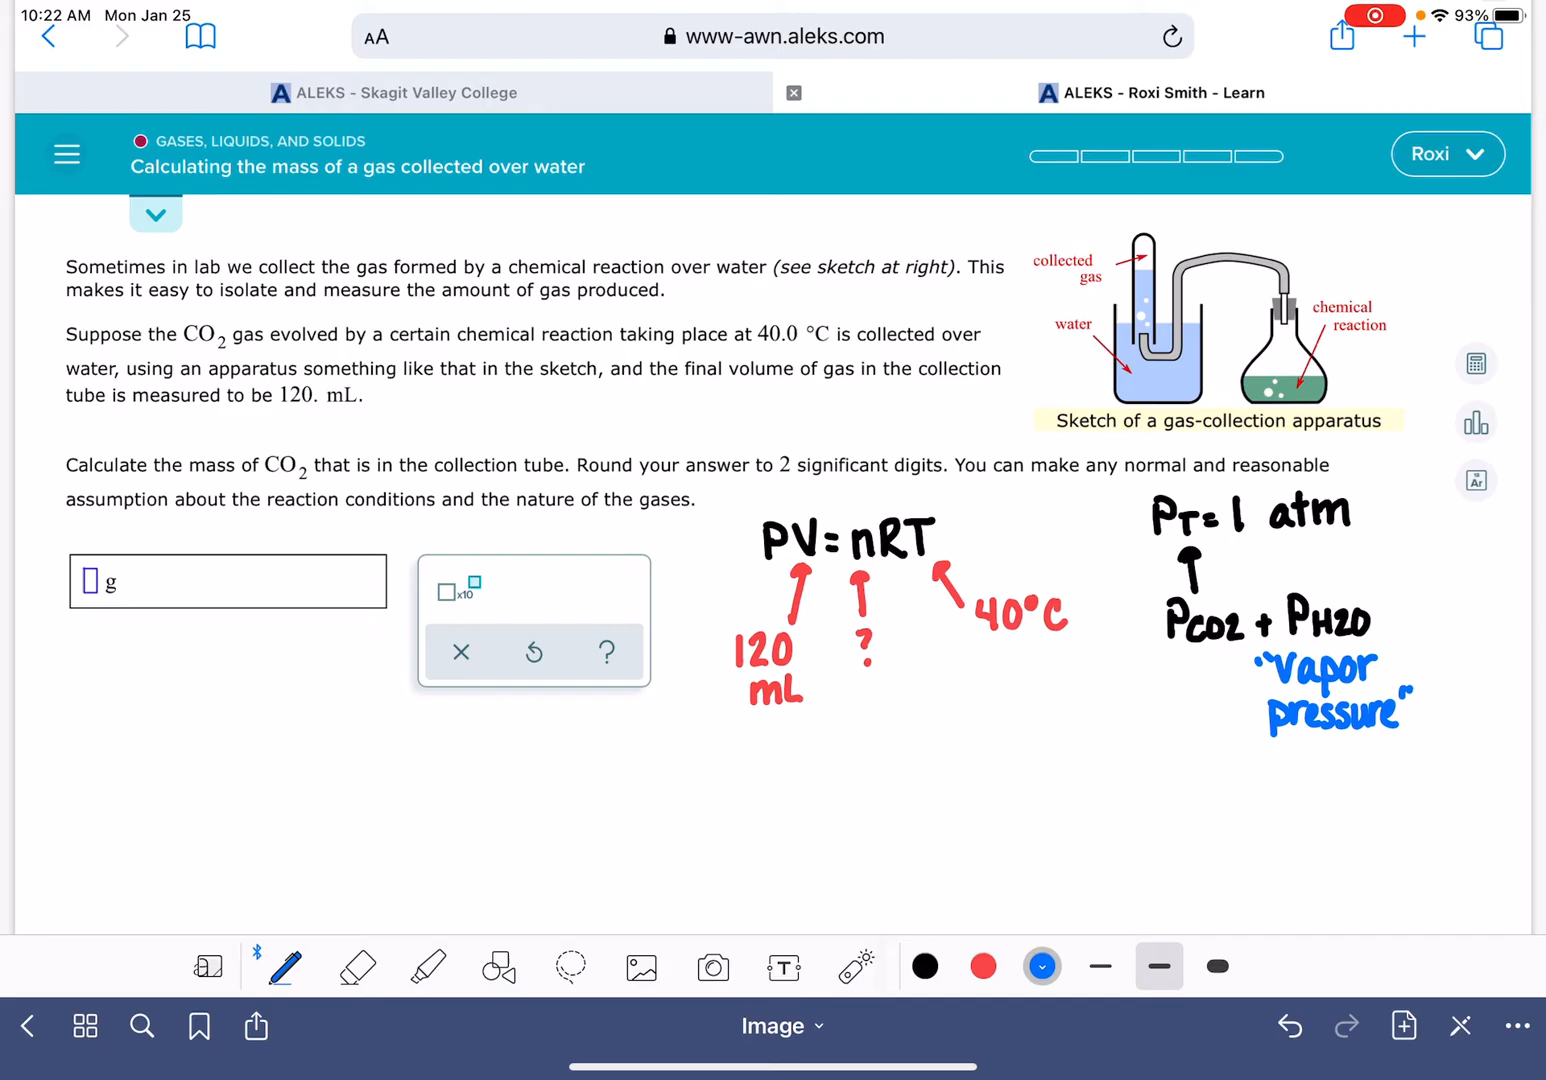 10:22 AM Mon Jan 25
93%
AA
www-awn.aleks.com
A ALEKS - Skagit Valley College
A ALEKS - Roxi Smith - Learn
GASES, LIQUIDS, AND SOLIDS
Calculating the mass of a gas collected over water
Roxi
Sometimes in lab we collect the gas formed by a chemical reaction over water (see sketch at right). This
makes it easy to isolate and measure the amount of gas produced.
Suppose the CO₂ gas evolved by a certain chemical reaction taking place at 40.0 °C is collected over
water, using an apparatus something like that in the sketch, and the final volume of gas in the collection
tube is measured to be 120. mL.
collected
gas
water
chemical
reaction
Sketch of a gas-collection apparatus
Calculate the mass of CO₂ that is in the collection tube. Round your answer to 2 significant digits. You can make any normal and reasonable
assumption about the reaction conditions and the nature of the gases.
g
x10
?
PV=nRT
120
mL
?
40°C
PT=1 atm
PCO2 + PH2O
"Vapor
pressure"
Ar
T
Image